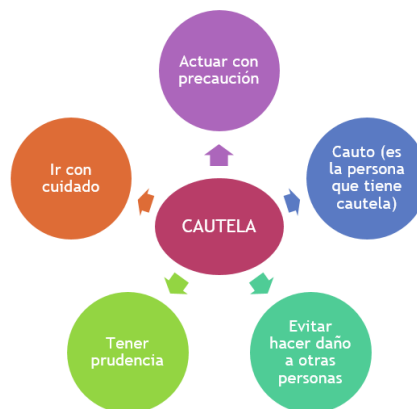 Actuar con
precaución
Cauto (es
la persona
que tiene
cautela)
Ir con
cuidado
CAUTELA
Tener
prudencia
Evitar
hacer daño
a otras
personas